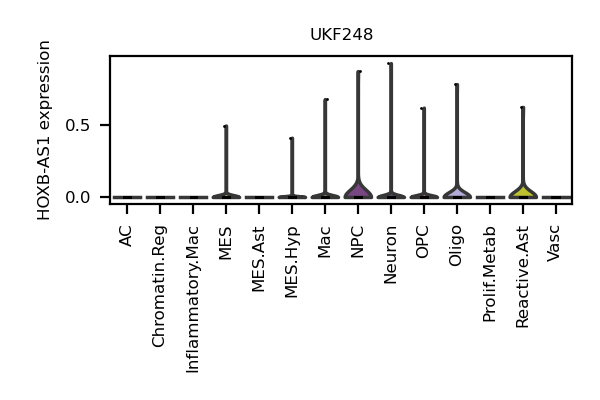 UKF248
HOXB-AS1 expression
0.5
0.0
AC
Chromatin.Reg
Inflammatory.Mac
MES
MES.Ast
MES.Hyp
Mac
NPC
Neuron
OPC
Oligo
Prolif.Metab
Reactive.Ast
Vasc